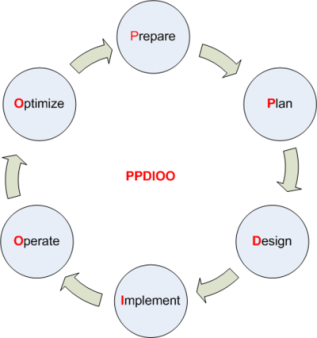 Prepare
Plan
Design
Implement
Operate
Optimize
PPDIOO